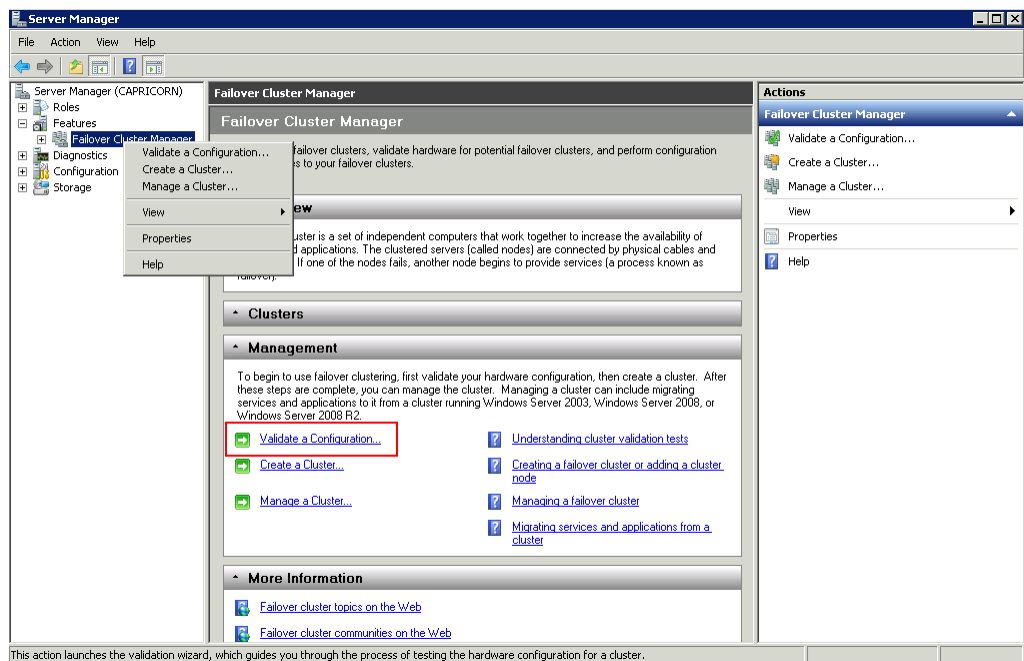 Server Manager
File Action View Help
Server Manager (CAPRICORN)
Roles
Features
Failover Cluster Manager
Diagnostics
Configuration
Storage
Validate a Configuration...
Create a Cluster...
Manage a Cluster...
View
Properties
Help
Failover Cluster Manager
Failover Cluster Manager
failover clusters, validate hardware for potential failover clusters, and perform configuration
to your failover clusters.
uster is a set of independent computers that work together to increase the availability of
applications. The clustered servers (called nodes) are connected by physical cables and
If one of the nodes fails, another node begins to provide services (a process known as
failover).
Clusters
Management
To begin to use failover clustering, first validate your hardware configuration, then create a cluster. After
these steps are complete, you can manage the cluster. Managing a cluster can include migrating
services and applications to it from a cluster running Windows Server 2003, Windows Server 2008, or
Windows Server 2008 R2.
Validate a Configuration...
Create a Cluster...
Manage a Cluster...
Understanding cluster validation tests
Creating a failover cluster or adding a cluster
node
Managing a failover cluster
Migrating services and applications from a
cluster
More Information
Failover cluster topics on the Web
Failover cluster communities on the Web
Actions
Failover Cluster Manager
Validate a Configuration...
Create a Cluster...
Manage a Cluster...
View
Properties
Help
This action launches the validation wizard, which guides you through the process of testing the hardware configuration for a cluster.